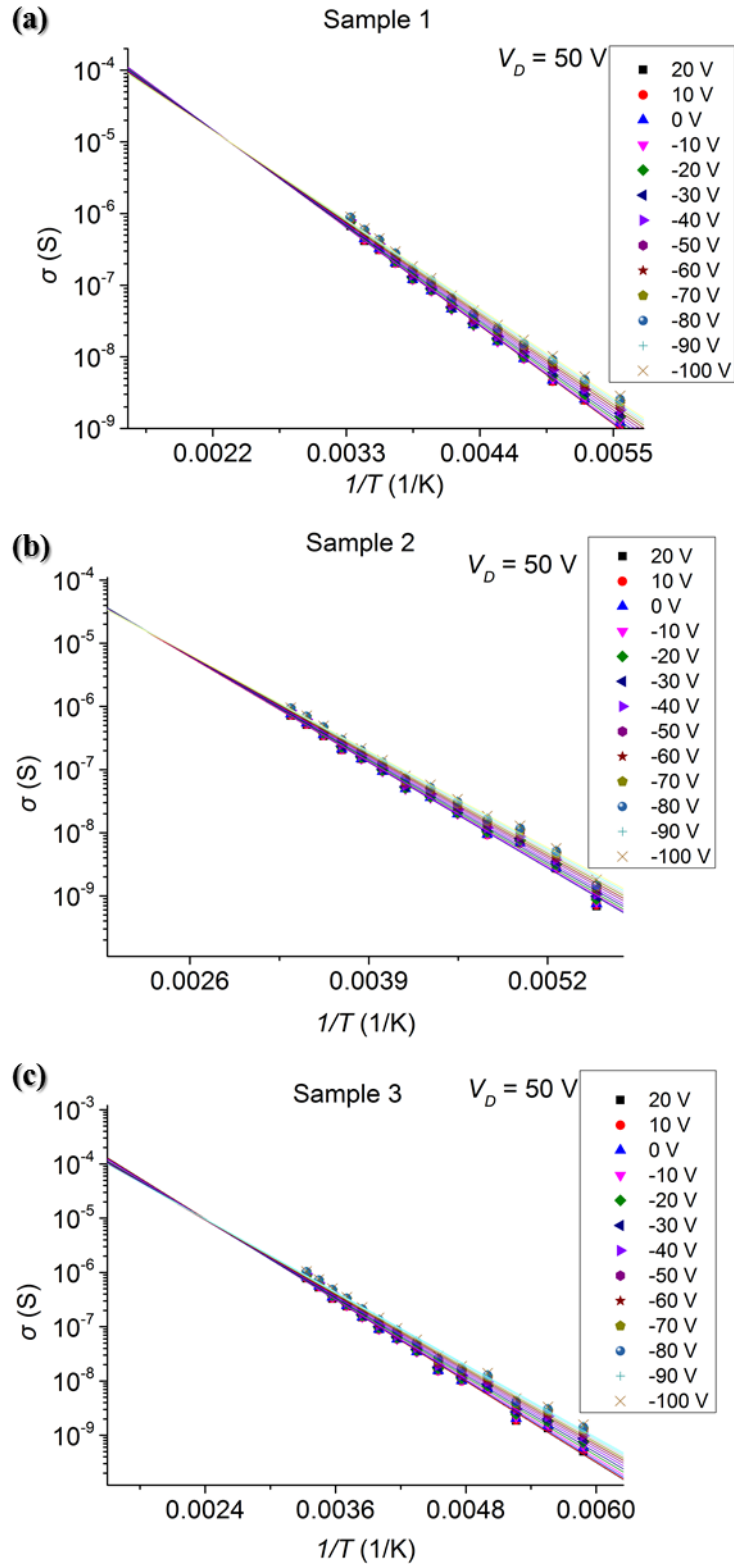 (a)
Sample 1
V_D = 50 V
20 V
10 V
0 V
-10 V
-20 V
-30 V
-40 V
-50 V
-60 V
-70 V
-80 V
-90 V
-100 V
10⁻⁴
10⁻⁵
10⁻⁶
10⁻⁷
10⁻⁸
10⁻⁹
σ (S)
0.0022 0.0033 0.0044 0.0055
1/T (1/K)
(b)
Sample 2
V_D = 50 V
20 V
10 V
0 V
-10 V
-20 V
-30 V
-40 V
-50 V
-60 V
-70 V
-80 V
-90 V
-100 V
10⁻⁴
10⁻⁵
10⁻⁶
10⁻⁷
10⁻⁸
10⁻⁹
σ (S)
0.0026 0.0039 0.0052
1/T (1/K)
(c)
Sample 3
V_D = 50 V
20 V
10 V
0 V
-10 V
-20 V
-30 V
-40 V
-50 V
-60 V
-70 V
-80 V
-90 V
-100 V
10⁻³
10⁻⁴
10⁻⁵
10⁻⁶
10⁻⁷
10⁻⁸
10⁻⁹
σ (S)
0.0024 0.0036 0.0048 0.0060
1/T (1/K)